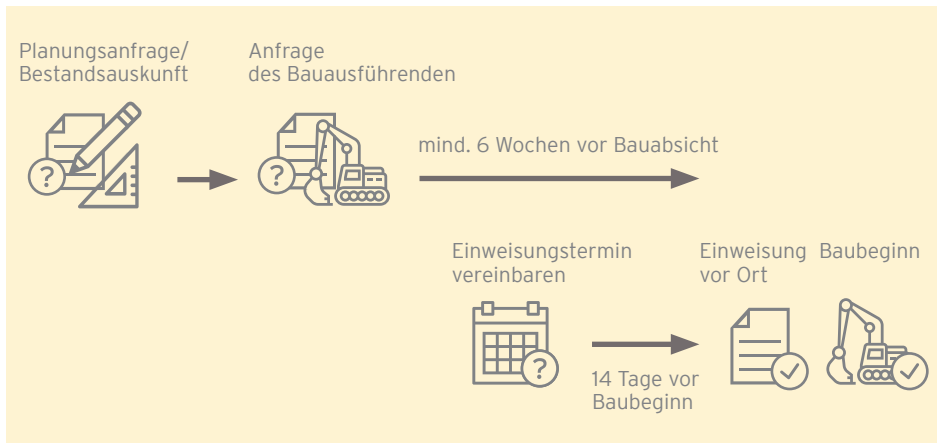 Planungsanfrage/
Bestandsauskunft
Anfrage
des Bauausführenden
mind. 6 Wochen vor Bauabsicht
Einweisungstermin
vereinbaren
Einweisung
vor Ort
Baubeginn
14 Tage vor
Baubeginn
?
?
?